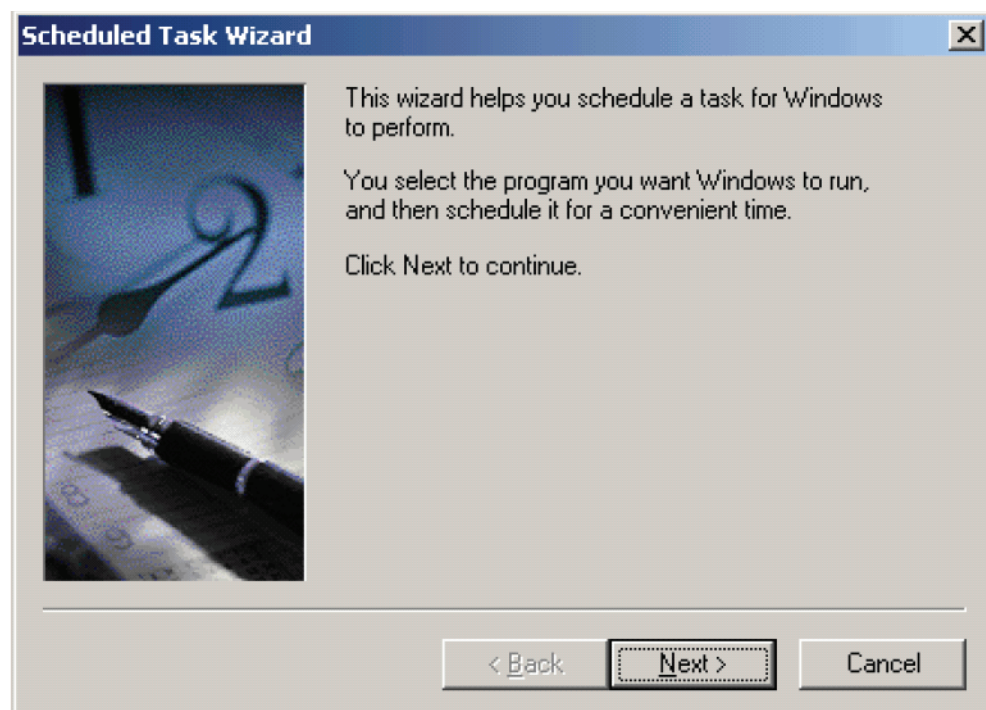 Scheduled Task Wizard
This wizard helps you schedule a task for Windows
to perform.
You select the program you want Windows to run,
and then schedule it for a convenient time.
Click Next to continue.
2
< Back
Next >
Cancel